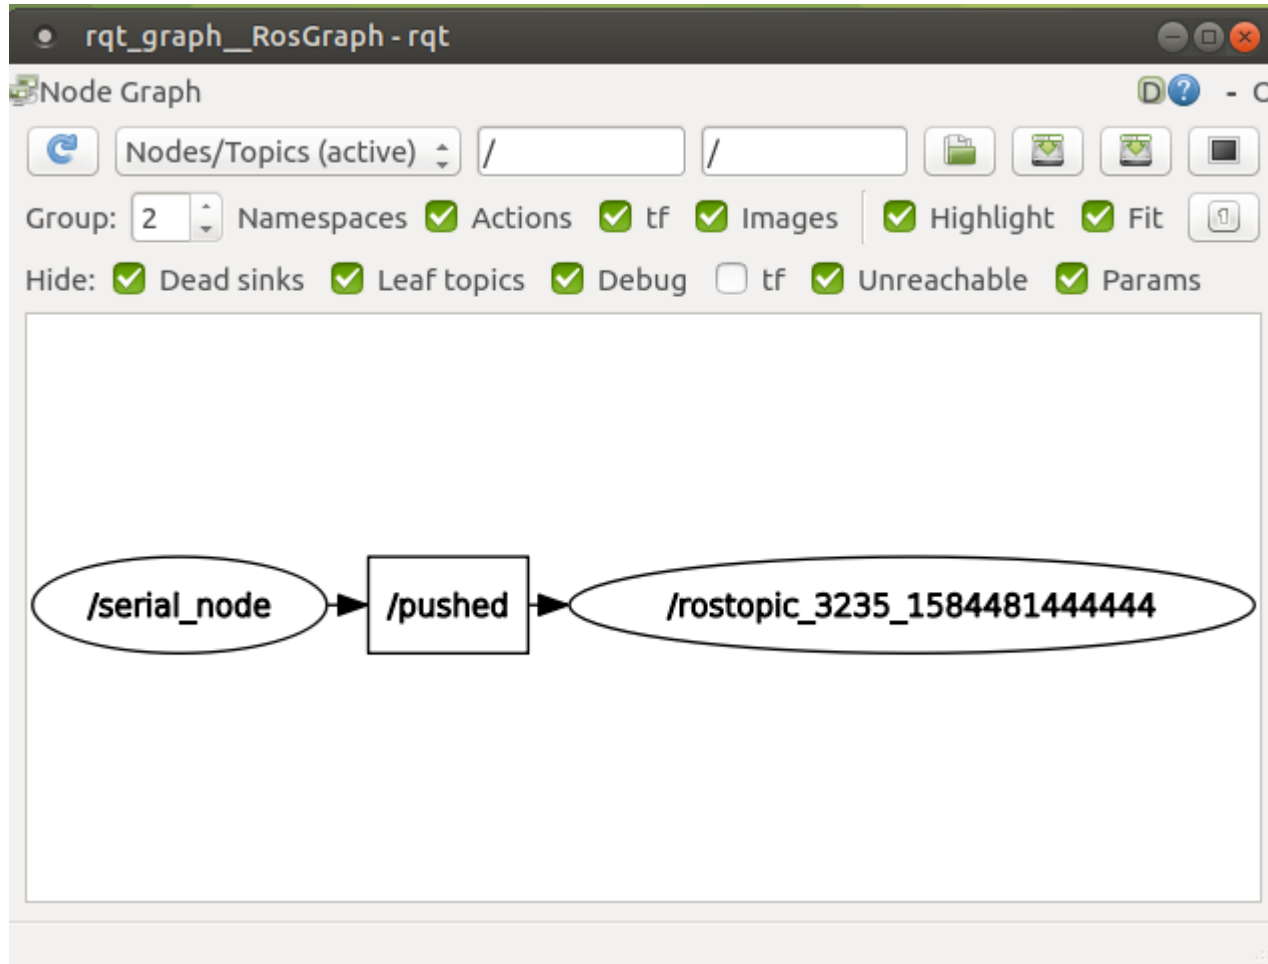 rqt_graph__RosGraph - rqt
Node Graph D ? - O
Nodes/Topics (active) / /
Group: 2 Namespaces Actions tf Images Highlight Fit
Hide: Dead sinks Leaf topics Debug tf Unreachable Params
/serial_node /pushed /rostopic_3235_1584481444444